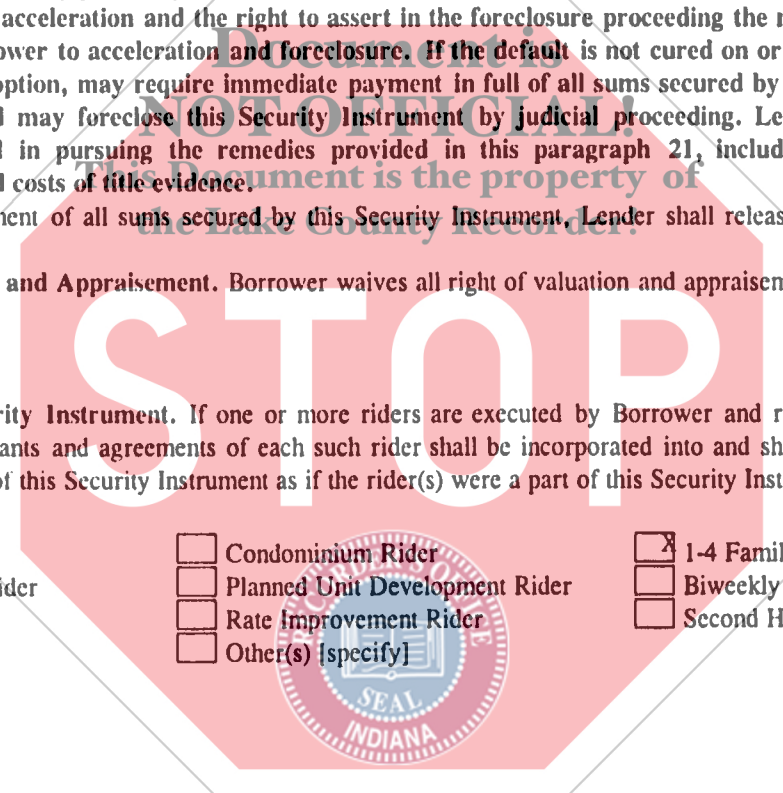 acceleration and the right to assert in the foreclosure proceeding the
ower to acceleration and foreclosure. If the default is not cured on or
option, may require immediate payment in full of all sums secured by
may foreclose this Security Instrument by judicial proceeding. Le
in pursuing the remedies provided in this paragraph 21, includ
costs of title evidence.
ment of all sums secured by this Security Instrument, Lender shall releas
and Appraisement. Borrower waives all right of valuation and appraisem
rity Instrument. If one or more riders are executed by Borrower and r
ants and agreements of each such rider shall be incorporated into and sh
of this Security Instrument as if the rider(s) were a part of this Security Inst
Condominium Rider
X 1-4 Famil
ider
Planned Unit Development Rider
Biweekly
Rate Improvement Rider
Second H
Other(s) [specify]
Document is
NOT OFFICIAL!
This Document is the property of
the Lake County Recorder!
STOP
RECORDER'S OFFICE
SEAL
INDIANA